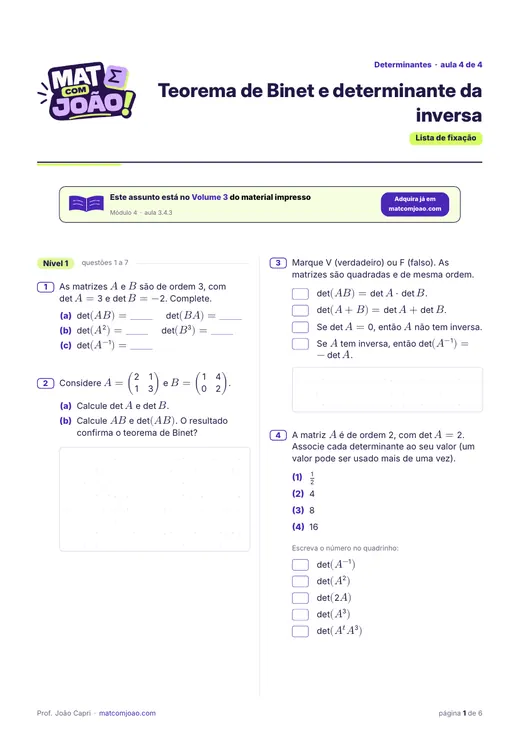 MAT Σ
COM
JOÃO!
Determinantes · aula 4 de 4
Teorema de Binet e determinante da
inversa
Lista de fixação
Este assunto está no Volume 3 do material impresso
Módulo 4 · aula 3.4.3
Adquira já em
matcomjoao.com
Nível 1 questões 1 a 7
1 As matrizes A e B são de ordem 3, com
det A = 3 e det B = −2. Complete.
(a) det(AB) = ____ det(BA) = ____
(b) det(A²) = ____ det(B³) = ____
(c) det(A⁻¹) = ____
2 Considere A = (2 1
1 3) e B = (1 4
0 2).
(a) Calcule det A e det B.
(b) Calcule AB e det(AB). O resultado
confirma o teorema de Binet?
3 Marque V (verdadeiro) ou F (falso). As
matrizes são quadradas e de mesma ordem.
det(AB) = det A · det B.
det(A + B) = det A + det B.
Se det A = 0, então A não tem inversa.
Se A tem inversa, então det(A⁻¹) =
− det A.
4 A matriz A é de ordem 2, com det A = 2.
Associe cada determinante ao seu valor (um
valor pode ser usado mais de uma vez).
(1) 1/2
(2) 4
(3) 8
(4) 16
Escreva o número no quadrinho:
det(A⁻¹)
det(A²)
det(2A)
det(A³)
det(Aᵗ A³)
Prof. João Capri · matcomjoao.com
página 1 de 6